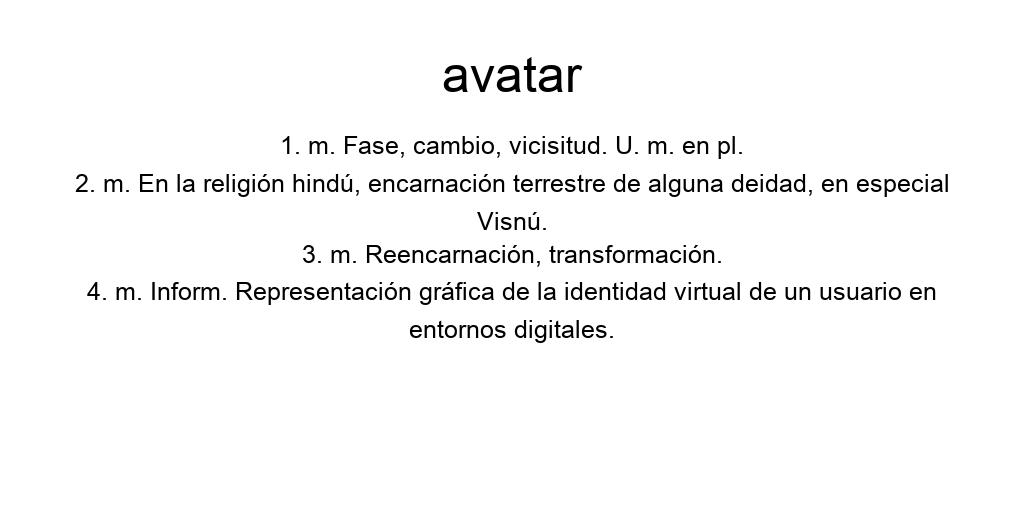 avatar
1. m. Fase, cambio, vicisitud. U. m. en pl.
2. m. En la religión hindú, encarnación terrestre de alguna deidad, en especial
Visnú.
3. m. Reencarnación, transformación.
4. m. Inform. Representación gráfica de la identidad virtual de un usuario en
entornos digitales.